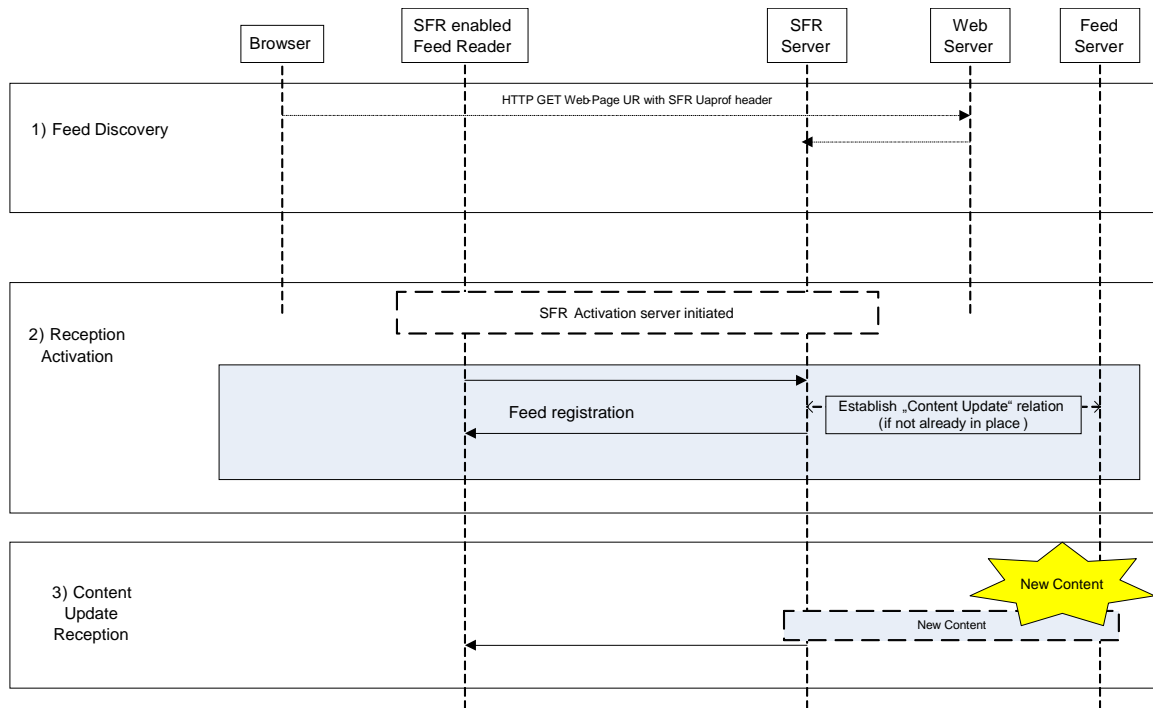 Browser
SFR enabled
Feed Reader
SFR
Server
Web
Server
Feed
Server
HTTP GET Web-Page UR with SFR Uaprof header
1) Feed Discovery
SFR Activation server initiated
2) Reception
Activation
Feed registration
Establish „Content Update“ relation
(if not already in place )
3) Content
Update
Reception
New Content
New Content